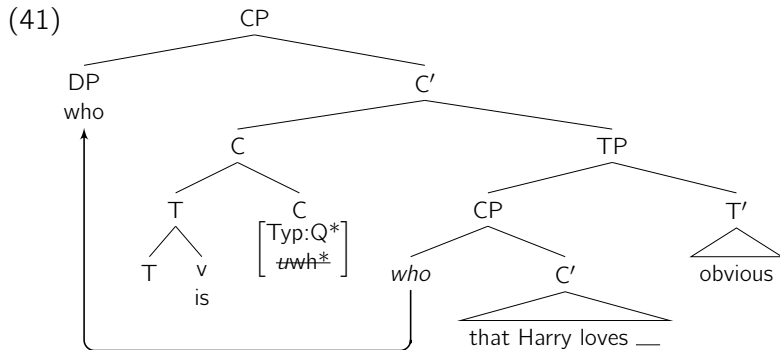 (41) CP
DP C′
who
C TP
T C CP T′
[Typ:Q*]
T v uwh* who C′ obvious
is
that Harry loves __